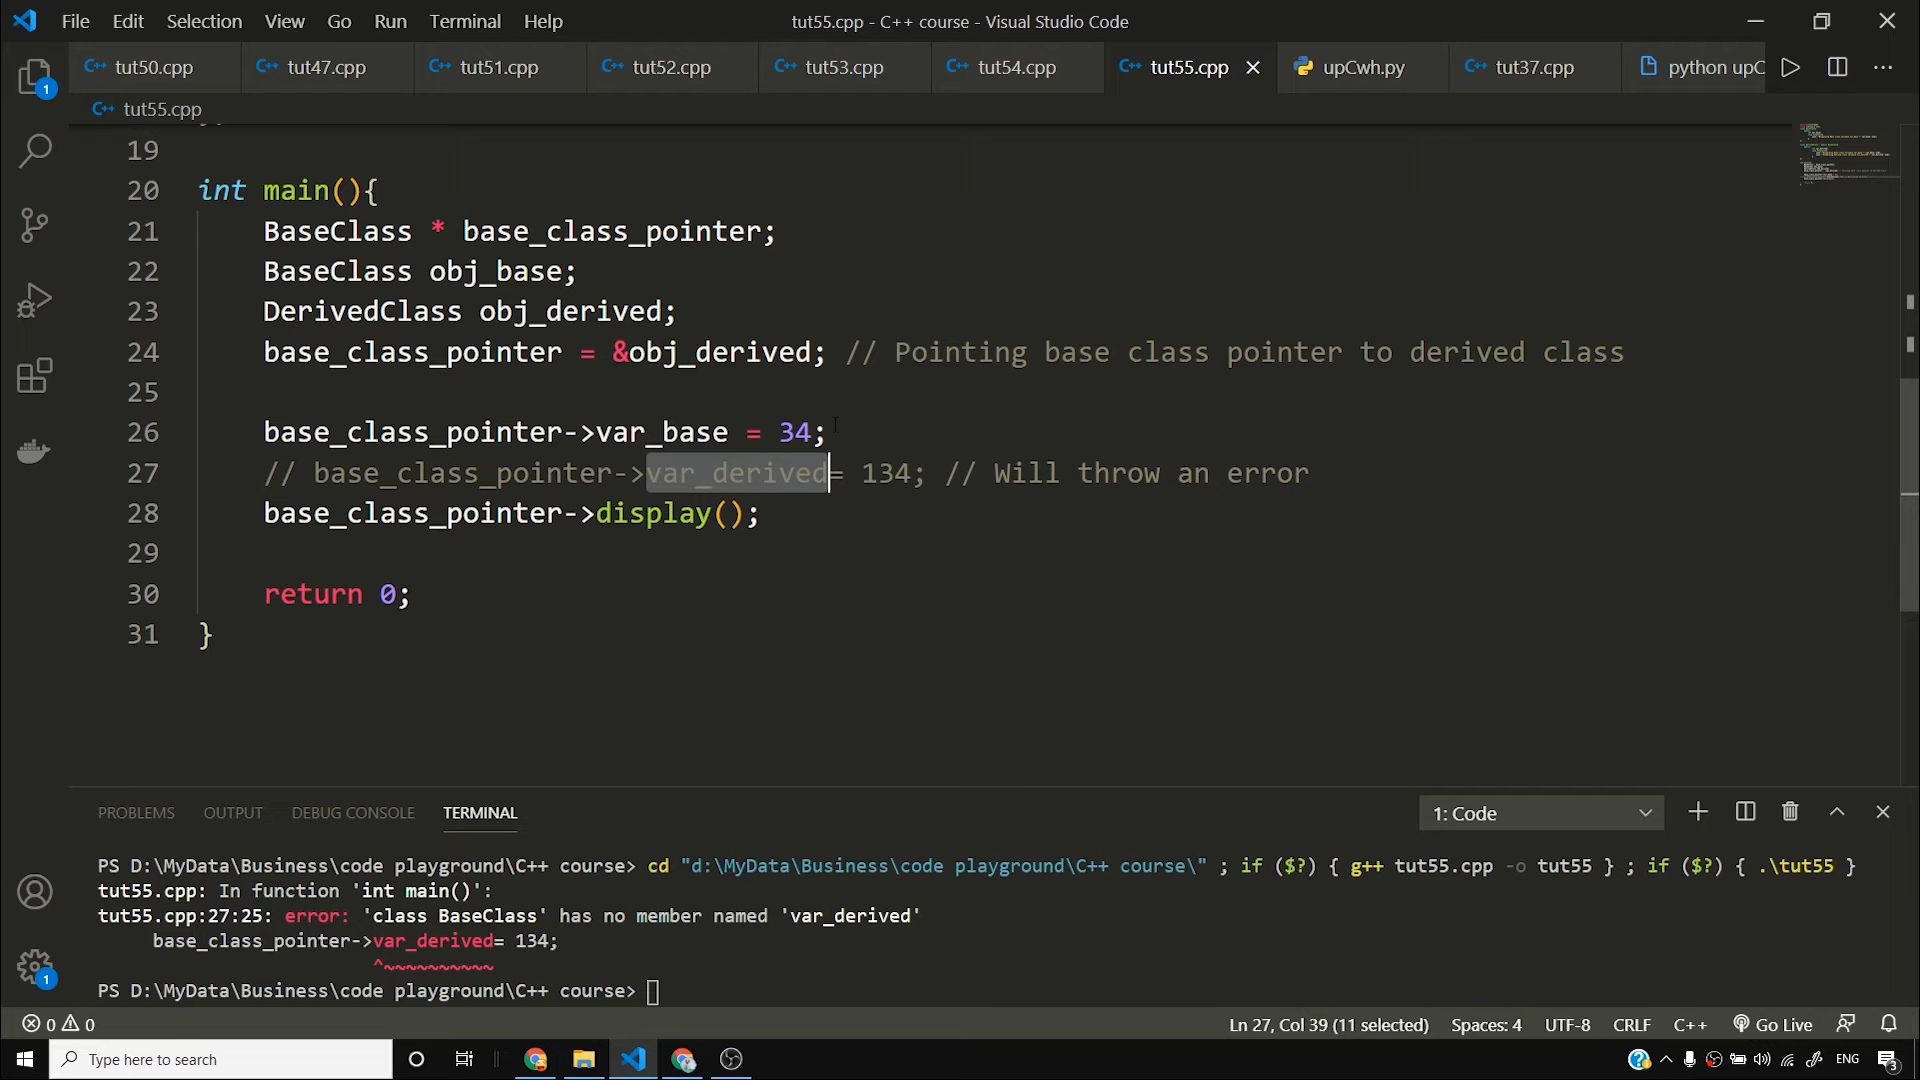 File Edit Selection View Go Run Terminal Help tut55.cpp - C++ course - Visual Studio Code
tut50.cpp tut47.cpp tut51.cpp tut52.cpp tut53.cpp tut54.cpp tut55.cpp upCwh.py tut37.cpp python upC
tut55.cpp
19
20 int main(){
21 BaseClass * base_class_pointer;
22 BaseClass obj_base;
23 DerivedClass obj_derived;
24 base_class_pointer = &obj_derived; // Pointing base class pointer to derived class
25
26 base_class_pointer->var_base = 34;
27 // base_class_pointer->var_derived= 134; // Will throw an error
28 base_class_pointer->display();
29
30 return 0;
31 }
PROBLEMS OUTPUT DEBUG CONSOLE TERMINAL 1: Code
PS D:\MyData\Business\code playground\C++ course> cd "d:\MyData\Business\code playground\C++ course\" ; if ($?) { g++ tut55.cpp -o tut55 } ; if ($?) { .\tut55 }
tut55.cpp: In function 'int main()':
tut55.cpp:27:25: error: 'class BaseClass' has no member named 'var_derived'
base_class_pointer->var_derived= 134;
^~~~~~~~~~~
PS D:\MyData\Business\code playground\C++ course>
0 0 Ln 27, Col 39 (11 selected) Spaces: 4 UTF-8 CRLF C++ Go Live
Type here to search ENG 3